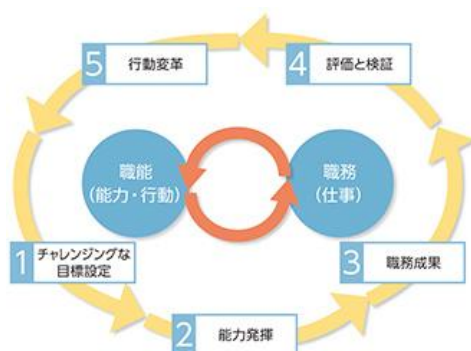 5 行動変革
4 評価と検証
職能
(能力・行動)
職務
(仕事)
1 チャレンジングな
目標設定
3 職務成果
2 能力発揮